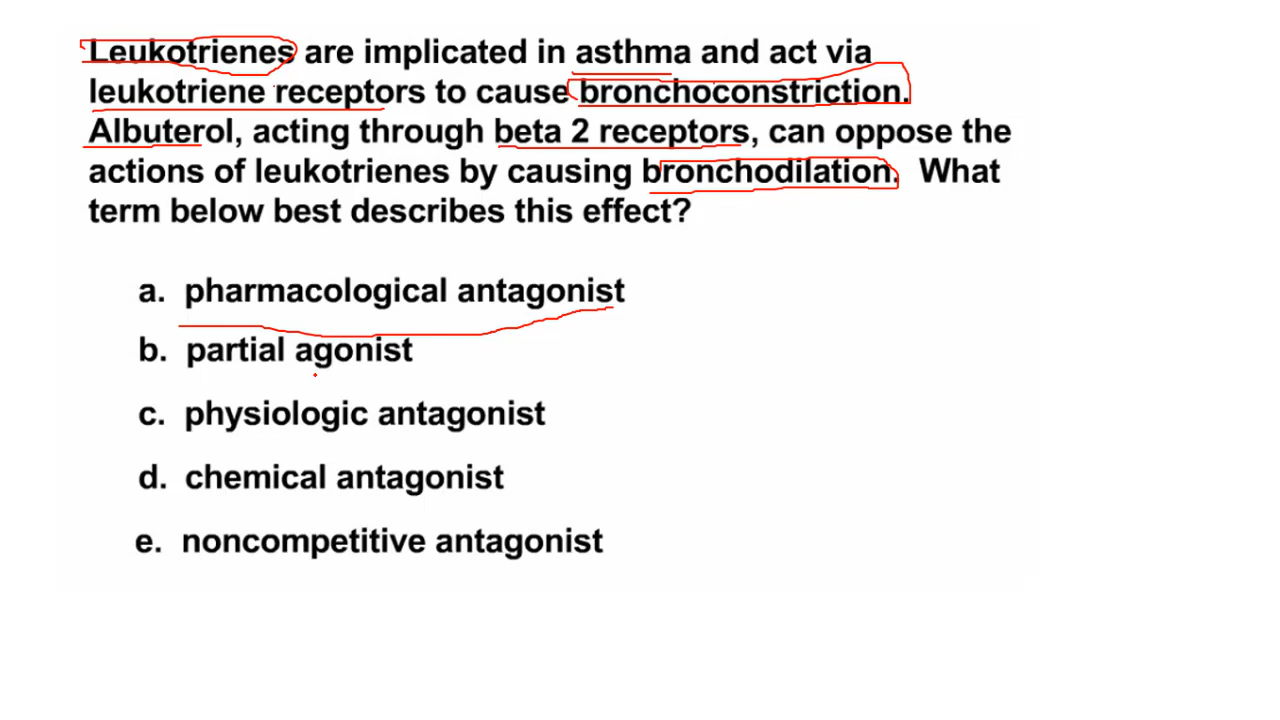 Leukotrienes are implicated in asthma and act via
leukotriene receptors to cause bronchoconstriction.
Albuterol, acting through beta 2 receptors, can oppose the
actions of leukotrienes by causing bronchodilation. What
term below best describes this effect?
a. pharmacological antagonist
b. partial agonist
c. physiologic antagonist
d. chemical antagonist
e. noncompetitive antagonist